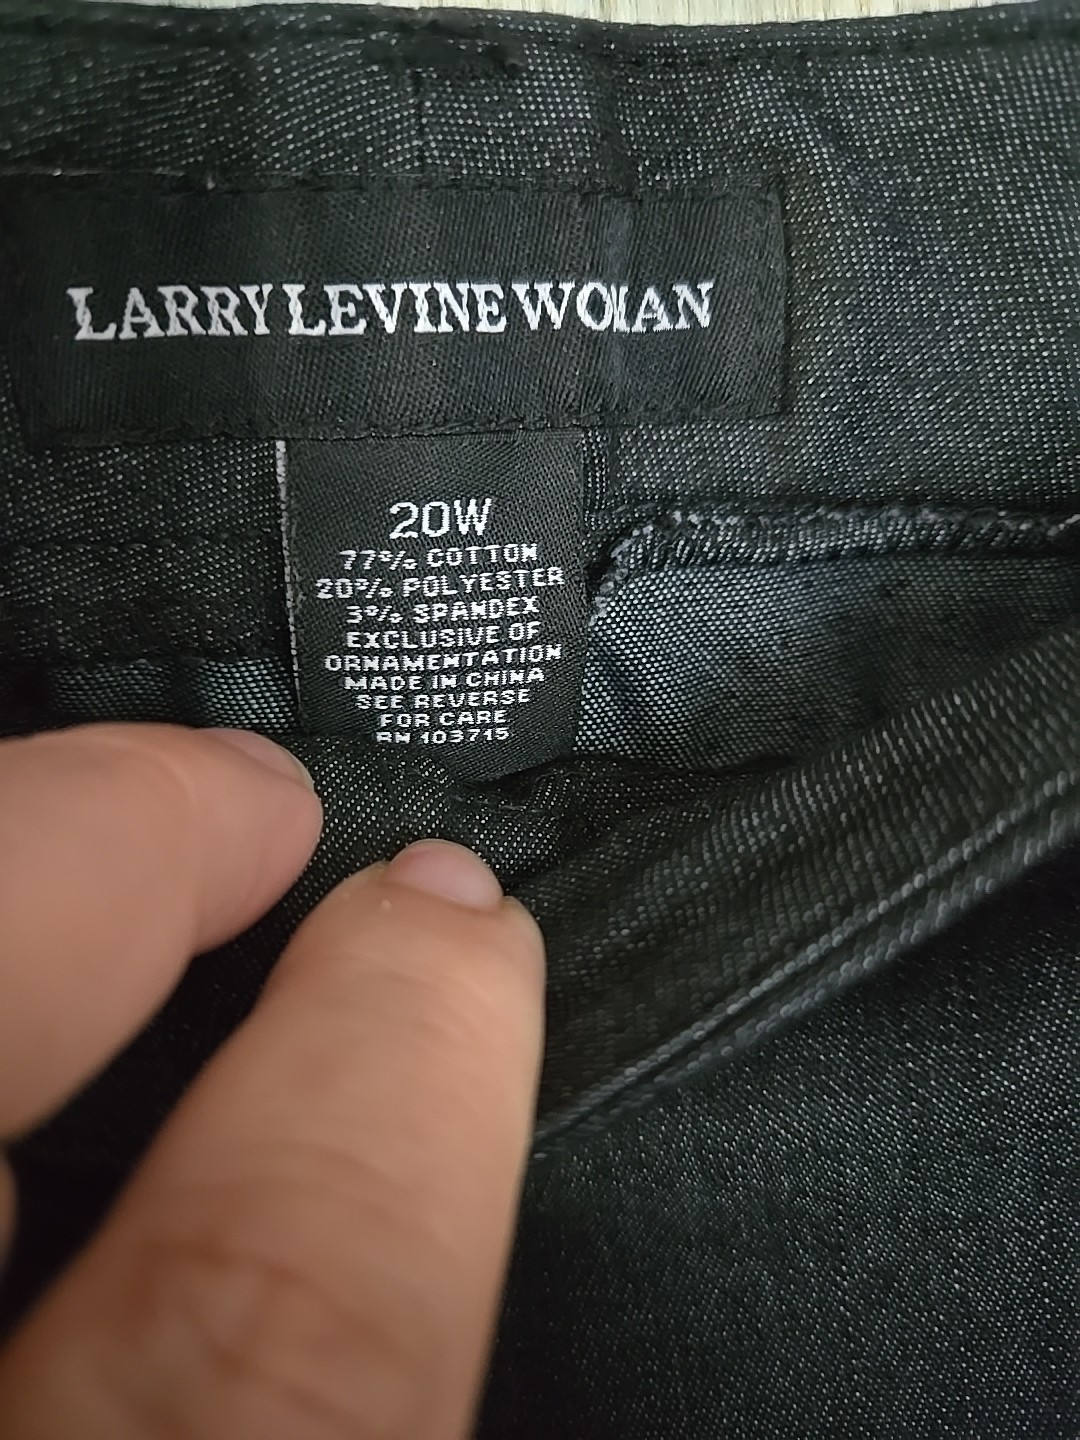 LARRY LEVINE WOMAN
20W
77% COTTON
20% POLYESTER
3% SPANDEX
EXCLUSIVE OF
ORNAMENTATION
MADE IN CHINA
SEE REVERSE
FOR CARE
RN 103715